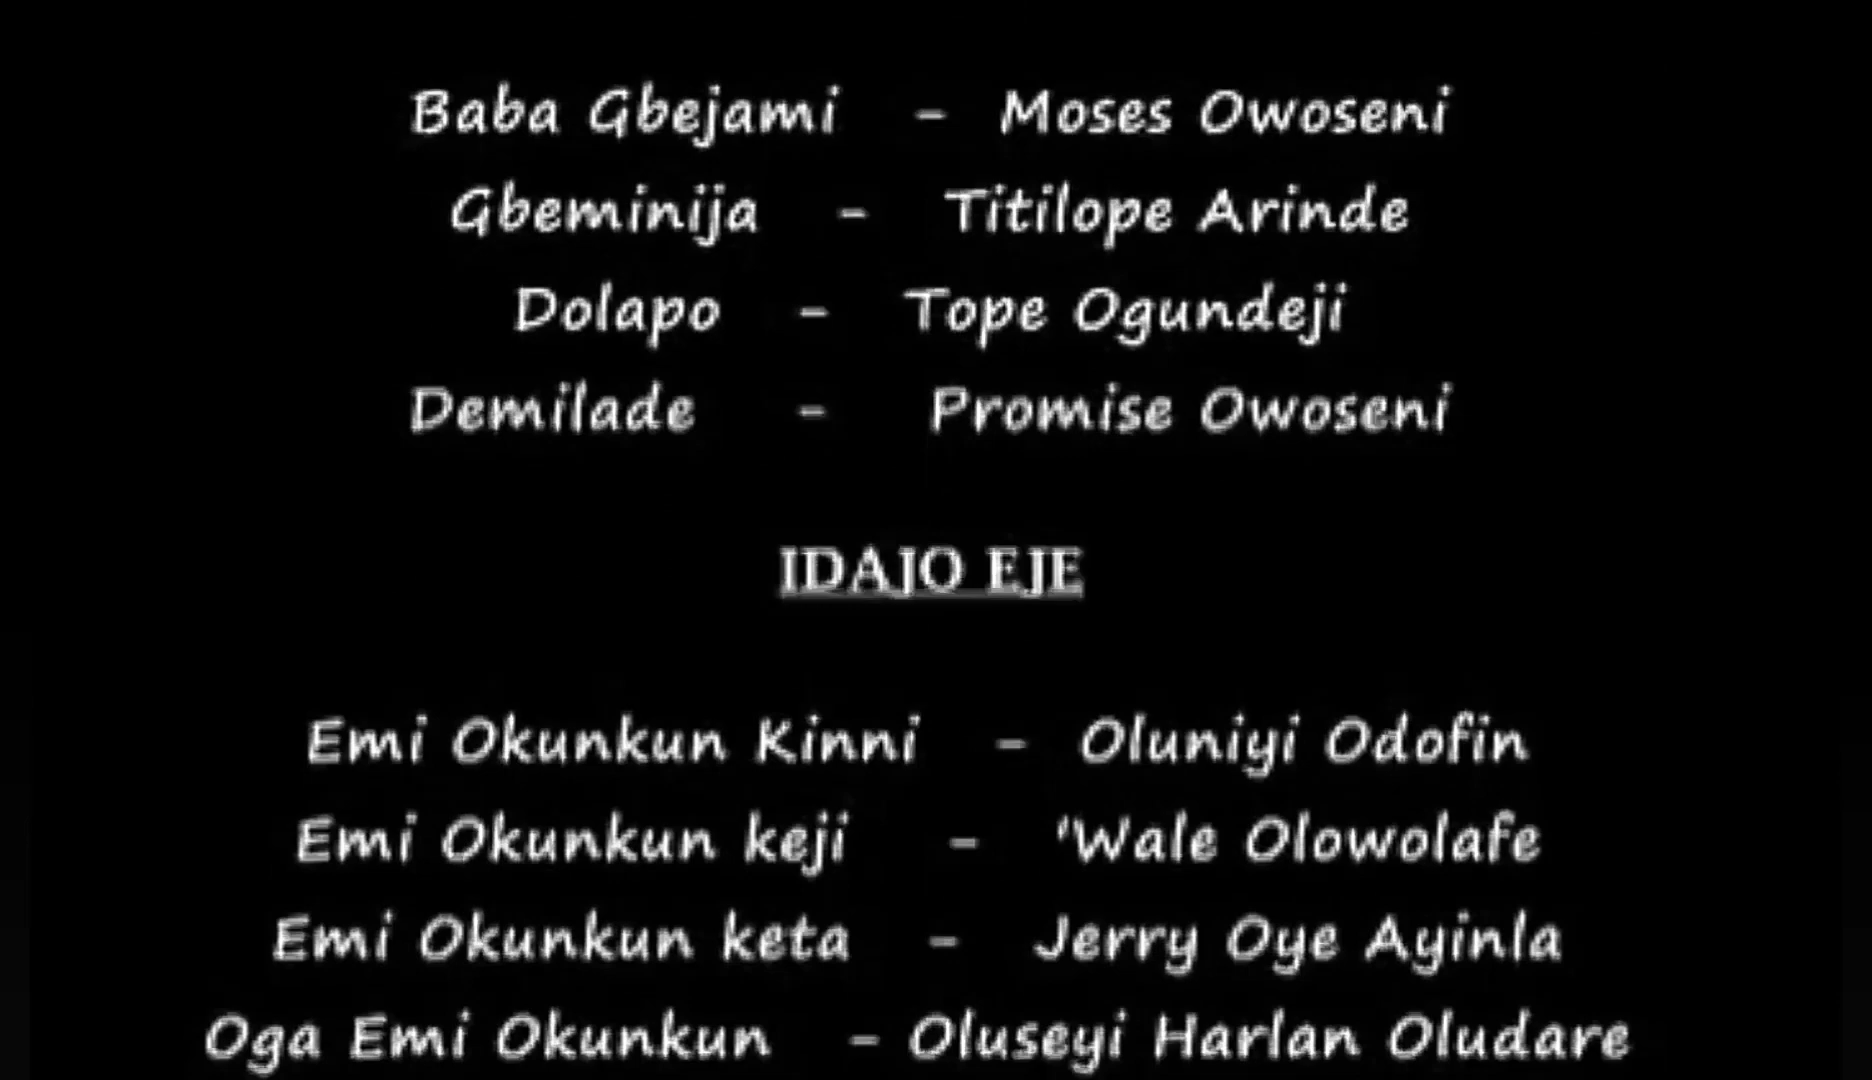 Baba Gbejami - Moses Owoseni
Gbeminija - Titilope Arinde
Dolapo - Tope Ogundeji
Demilade - Promise Owoseni
IDAJO EJE
Emi Okunkun Kinni - Oluniyi Odofin
Emi Okunkun keji - 'Wale Olowolafe
Emi Okunkun keta - Jerry Oye Ayinla
Oga Emi Okunkun - Oluseyi Harlan Oludare